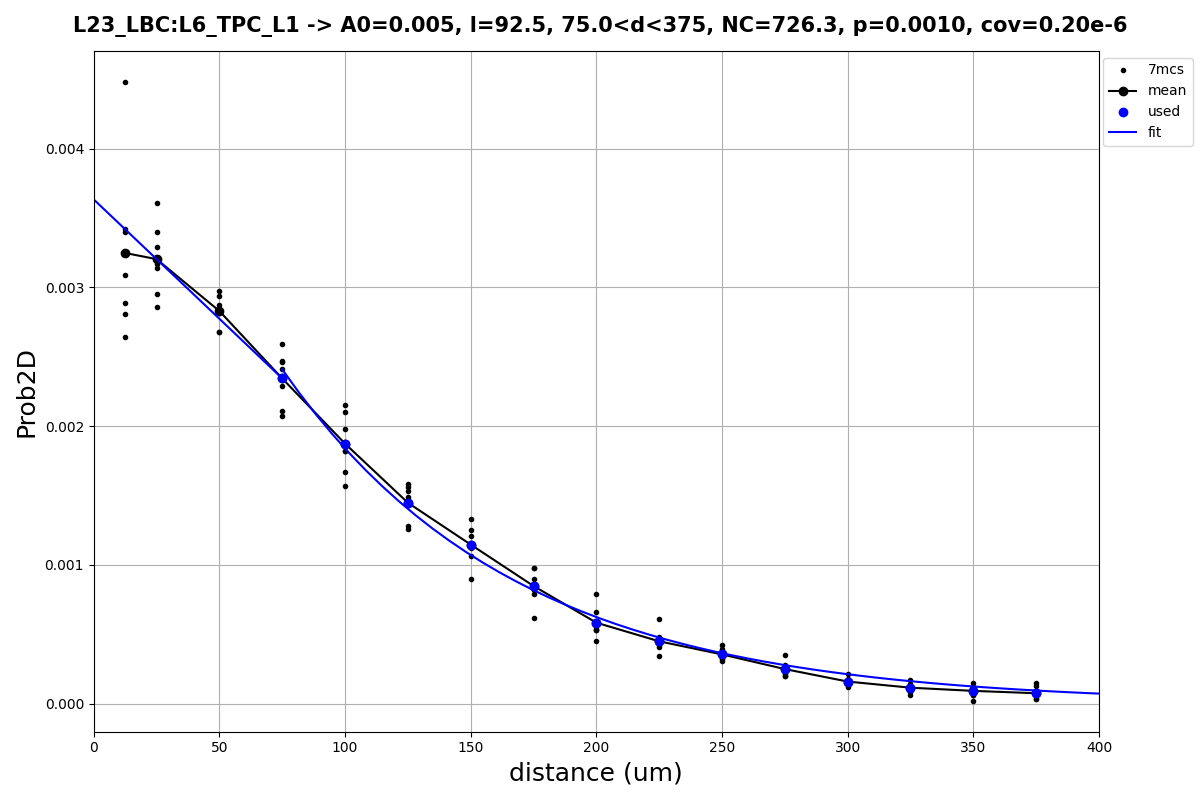 L23_LBC:L6_TPC_L1 -> A0=0.005, l=92.5, 75.0<d<375, NC=726.3, p=0.0010, cov=0.20e-6
7mcs
mean
used
fit
0.004
0.003
0.002
0.001
0.000
Prob2D
0 50 100 150 200 250 300 350 400
distance (um)